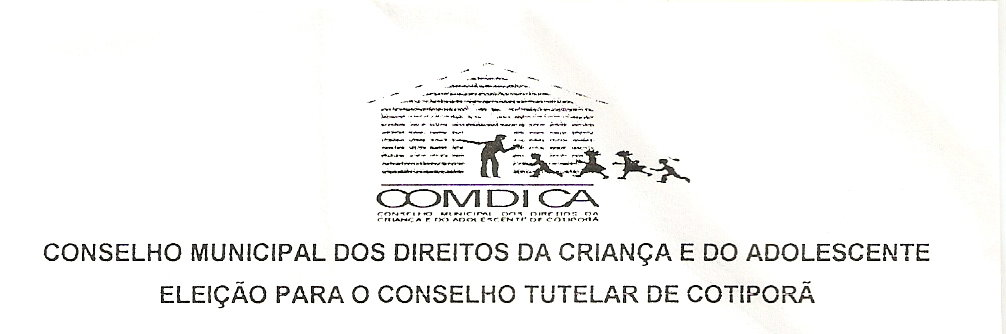 COMDICA
CONSELHO MUNICIPAL DOS DIREITOS DA
CRIANÇA E DO ADOLESCENTE DE COTIPORÃ
CONSELHO MUNICIPAL DOS DIREITOS DA CRIANÇA E DO ADOLESCENTE
ELEIÇÃO PARA O CONSELHO TUTELAR DE COTIPORÃ